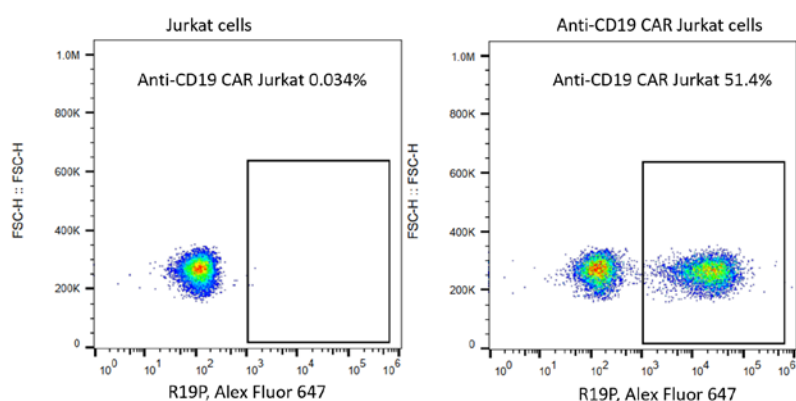 Jurkat cells
Anti-CD19 CAR Jurkat 0.034%
1.0M
800K
600K
400K
200K
0
FSC-H :: FSC-H
10^0 10^1 10^2 10^3 10^4 10^5 10^6
R19P, Alex Fluor 647
Anti-CD19 CAR Jurkat cells
Anti-CD19 CAR Jurkat 51.4%
1.0M
800K
600K
400K
200K
0
FSC-H :: FSC-H
10^0 10^1 10^2 10^3 10^4 10^5 10^6
R19P, Alex Fluor 647